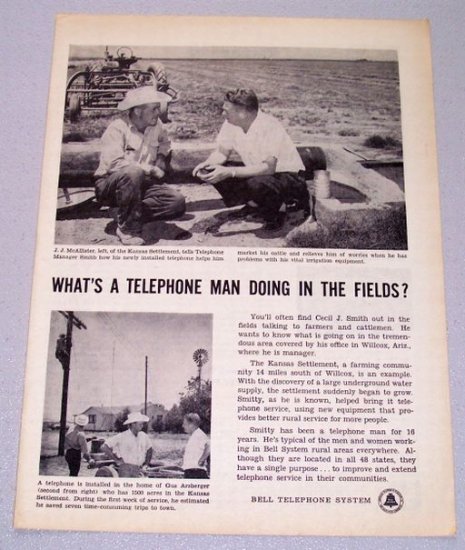 J. J. McAllister, left, of the Kansas Settlement, tells Telephone
Manager Smith how his newly installed telephone helps him
market his cattle and relieves him of worries when he has
problems with his vital irrigation equipment.
WHAT'S A TELEPHONE MAN DOING IN THE FIELDS?
A telephone is installed in the home of Gus Arzberger
(second from right) who has 1500 acres in the Kansas
Settlement. During the first week of service, he estimated
he saved seven time-consuming trips to town.
You'll often find Cecil J. Smith out in the
fields talking to farmers and cattlemen. He
wants to know what is going on in the tremen-
dous area covered by his office in Willcox, Ariz.,
where he is manager.
The Kansas Settlement, a farming commu-
nity 14 miles south of Willcox, is an example.
With the discovery of a large underground water
supply, the settlement suddenly began to grow.
Smitty, as he is known, helped bring it tele-
phone service, using new equipment that pro-
vides better rural service for more people.
Smitty has been a telephone man for 16
years. He's typical of the men and women work-
ing in Bell System rural areas everywhere. Al-
though they are located in all 48 states, they
have a single purpose . . . to improve and extend
telephone service in their communities.
BELL TELEPHONE SYSTEM